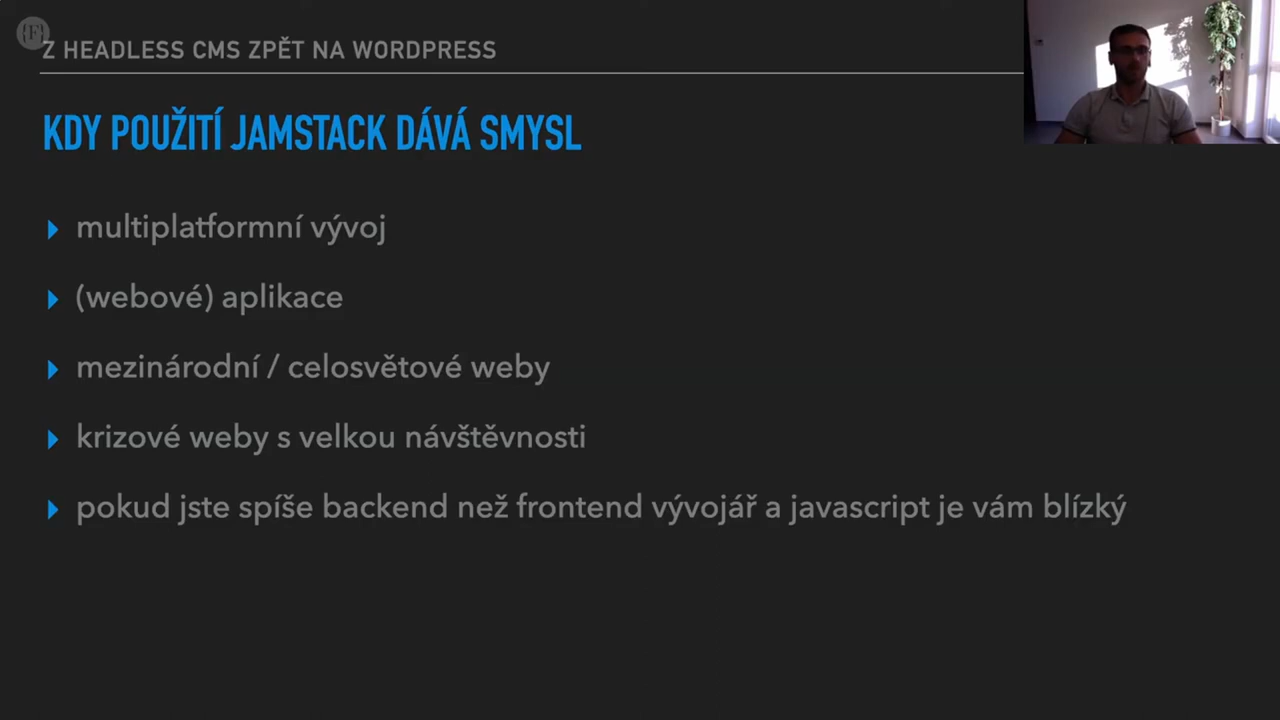 Z HEADLESS CMS ZPĚT NA WORDPRESS
KDY POUŽITÍ JAMSTACK DÁVÁ SMYSL
multiplatformní vývoj
(webové) aplikace
mezinárodní / celosvětové weby
krizové weby s velkou návštěvnosti
pokud jste spíše backend než frontend vývojář a javascript je vám blízký